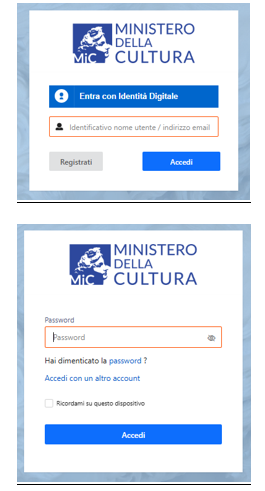 MiC
MINISTERO
DELLA
CULTURA
Entra con Identità Digitale
Identificativo nome utente / indirizzo email
Registrati
Accedi
MiC
MINISTERO
DELLA
CULTURA
Password
Password
Hai dimenticato la password ?
Accedi con un altro account
Ricordami su questo dispositivo
Accedi